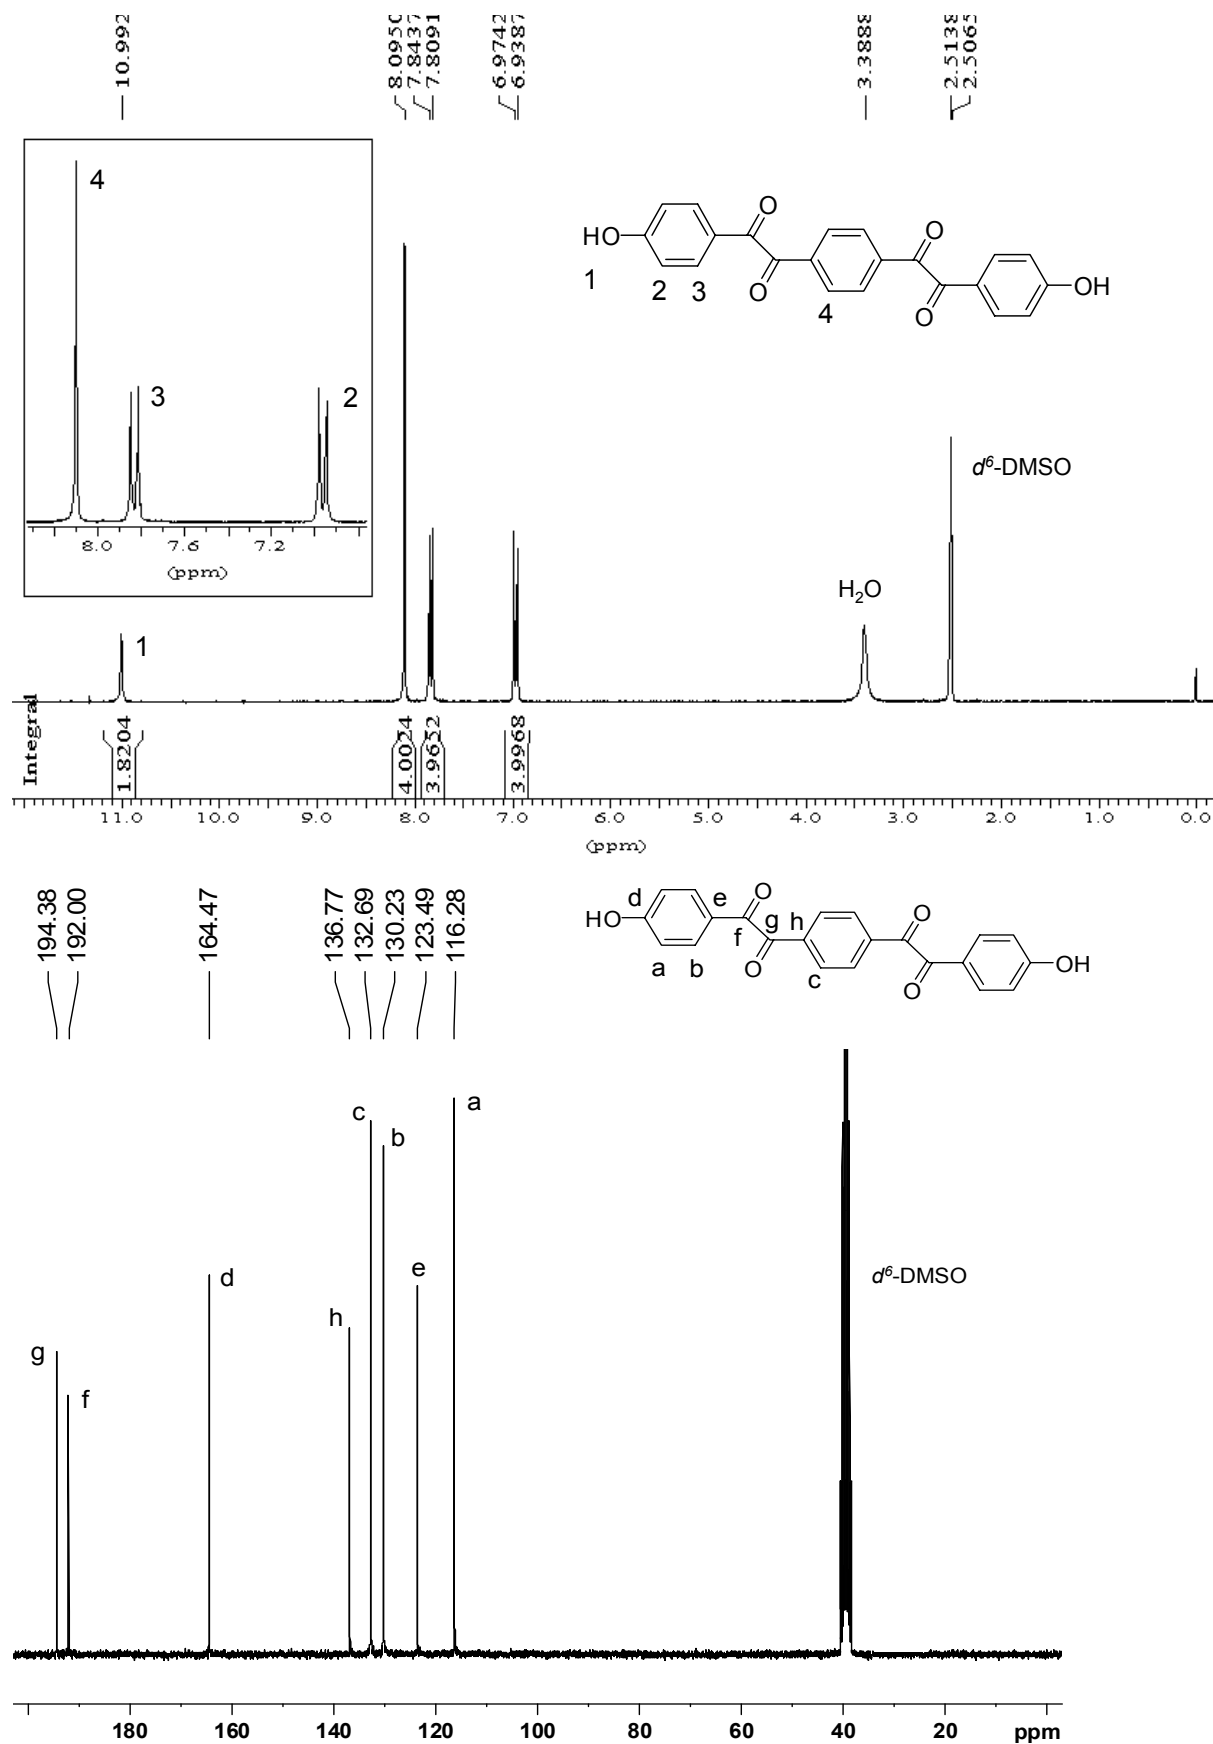 10.992
8.0950
7.8437
7.8091
6.9742
6.9387
3.3888
2.5138
2.5065
4
3
2
8.0 7.6 7.2
(ppm)
O
O
HO
O
O
OH
1
2
3
4
d6-DMSO
H2O
1
Integral
1.8204
4.0024
3.9652
3.9968
11.0 10.0 9.0 8.0 7.0 6.0 5.0 4.0 3.0 2.0 1.0 0.0
(ppm)
194.38
192.00
164.47
136.77
132.69
130.23
123.49
116.28
d
e
O
O
HO
g
h
f
a
b
O
c
O
OH
c
b
a
d
e
h
g
f
d6-DMSO
180 160 140 120 100 80 60 40 20 ppm